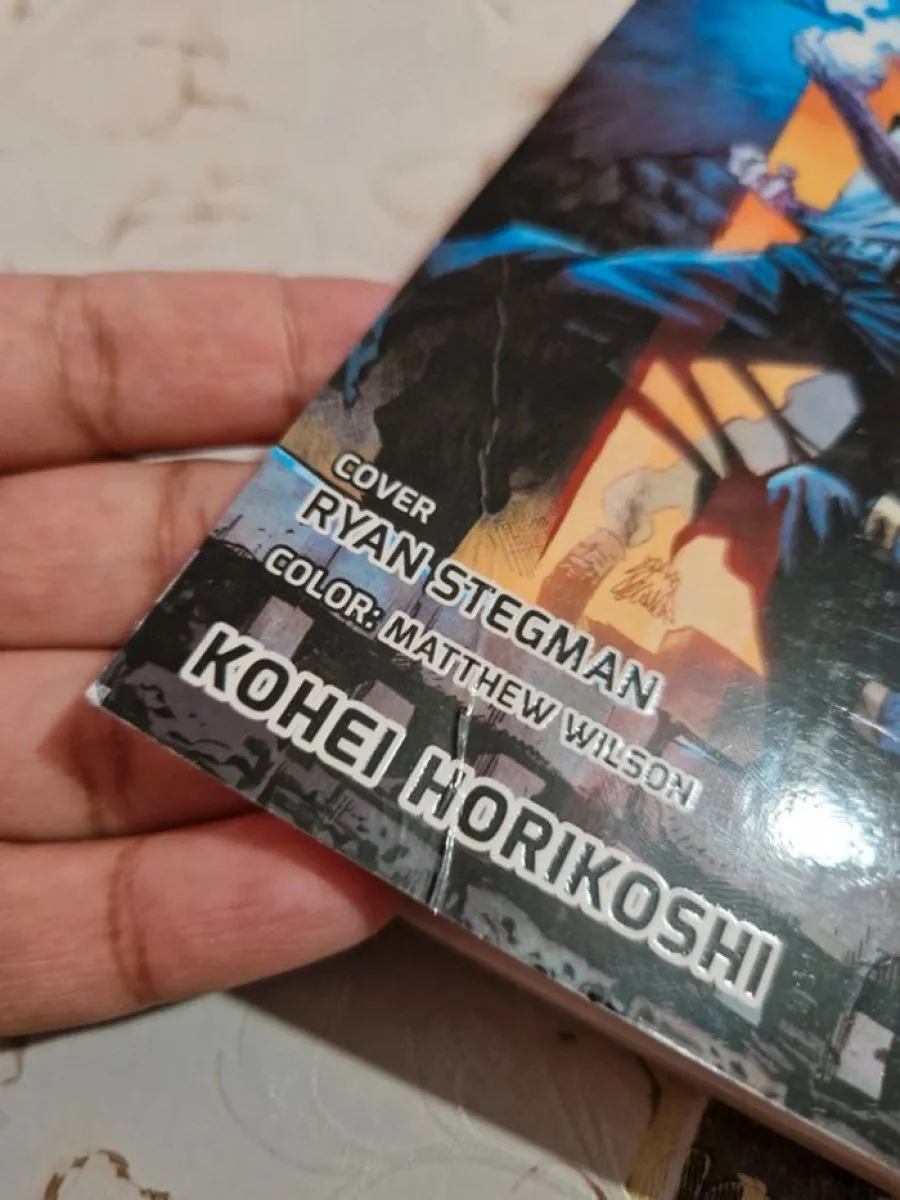 COVER
RYAN STEGMAN
COLOR: MATTHEW WILSON
KOHEI HORIKOSHI